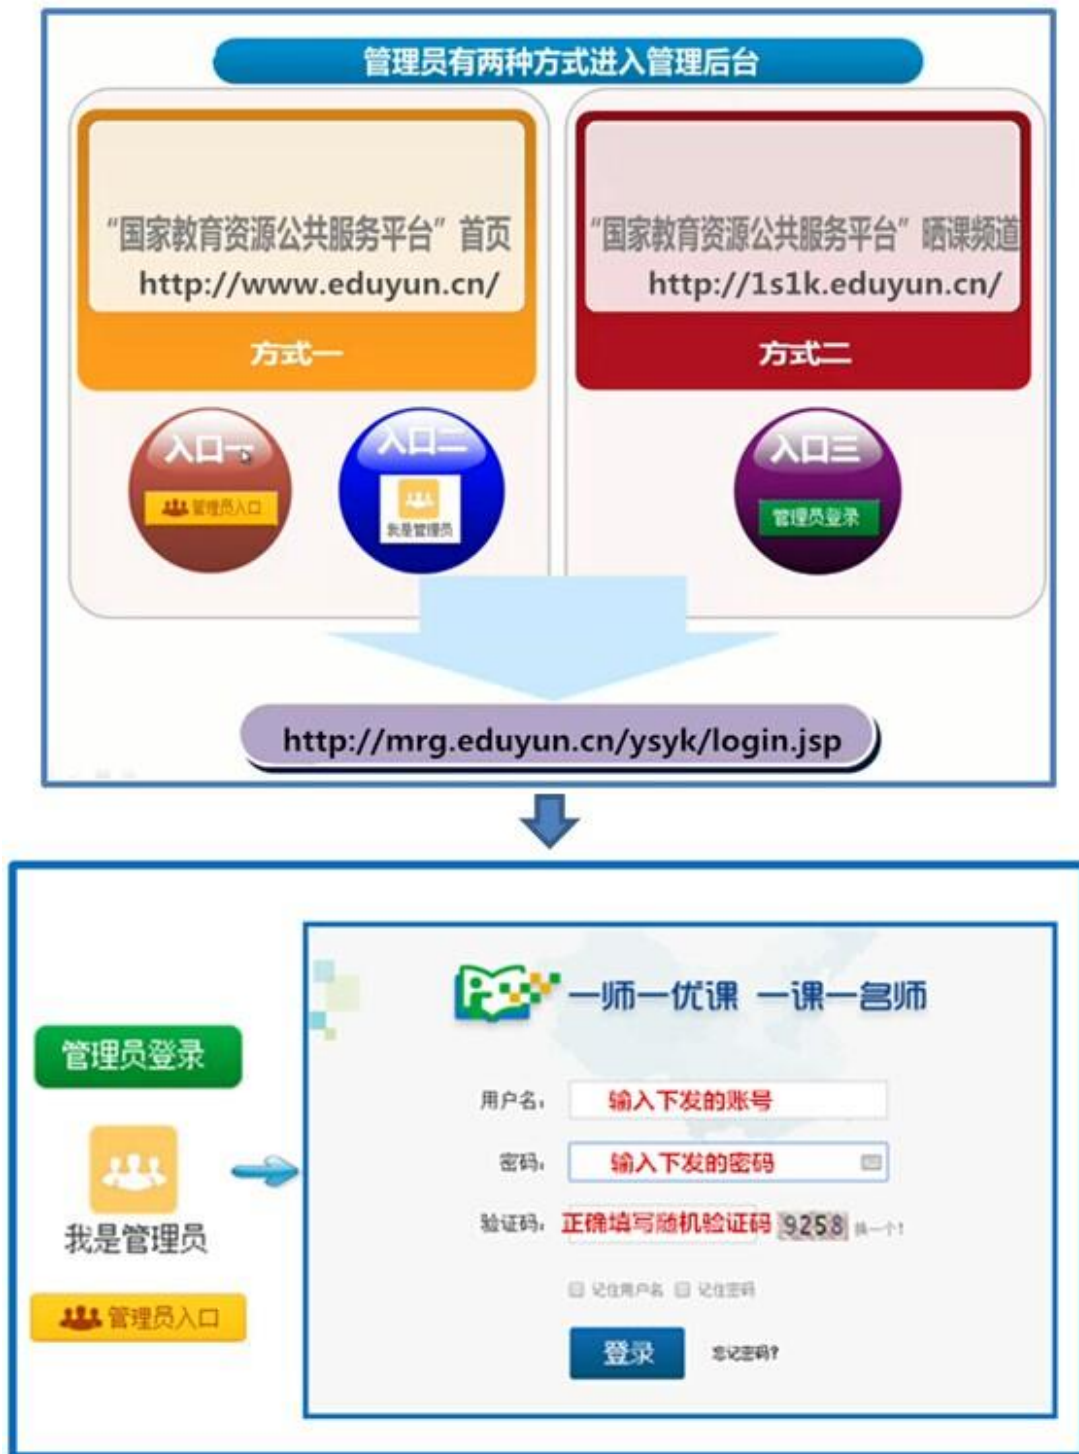 管理员有两种方式进入管理后台
“国家教育资源公共服务平台”首页
http://www.eduyun.cn/
方式一
“国家教育资源公共服务平台”晒课频道
http://1s1k.eduyun.cn/
方式二
入口一
管理员入口
入口二
我是管理员
入口三
管理员登录
http://mrg.eduyun.cn/ysyk/login.jsp
管理员登录
我是管理员
管理员入口
一师一优课 一课一名师
用户名：
输入下发的账号
密码：
输入下发的密码
验证码：
正确填写随机验证码
9258
换一个!
记住用户名 记住密码
登录
忘记密码?